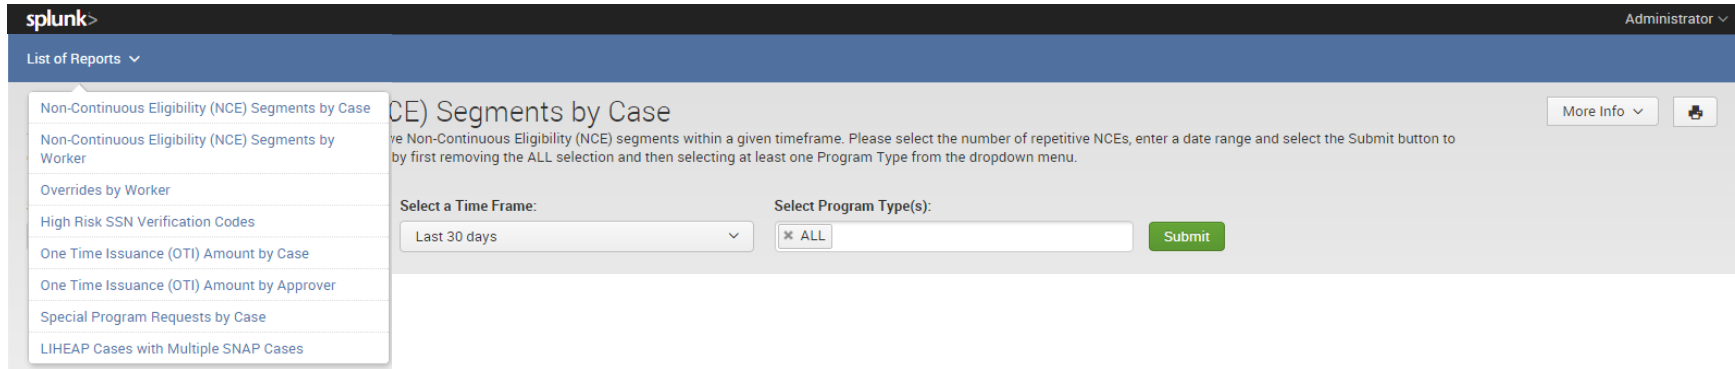 splunk>
Administrator
List of Reports
Non-Continuous Eligibility (NCE) Segments by Case
Non-Continuous Eligibility (NCE) Segments by
Worker
Overrides by Worker
High Risk SSN Verification Codes
One Time Issuance (OTI) Amount by Case
One Time Issuance (OTI) Amount by Approver
Special Program Requests by Case
LIHEAP Cases with Multiple SNAP Cases
CE) Segments by Case
More Info
ve Non-Continuous Eligibility (NCE) segments within a given timeframe. Please select the number of repetitive NCEs, enter a date range and select the Submit button to
by first removing the ALL selection and then selecting at least one Program Type from the dropdown menu.
Select a Time Frame:
Select Program Type(s):
Last 30 days
ALL
Submit